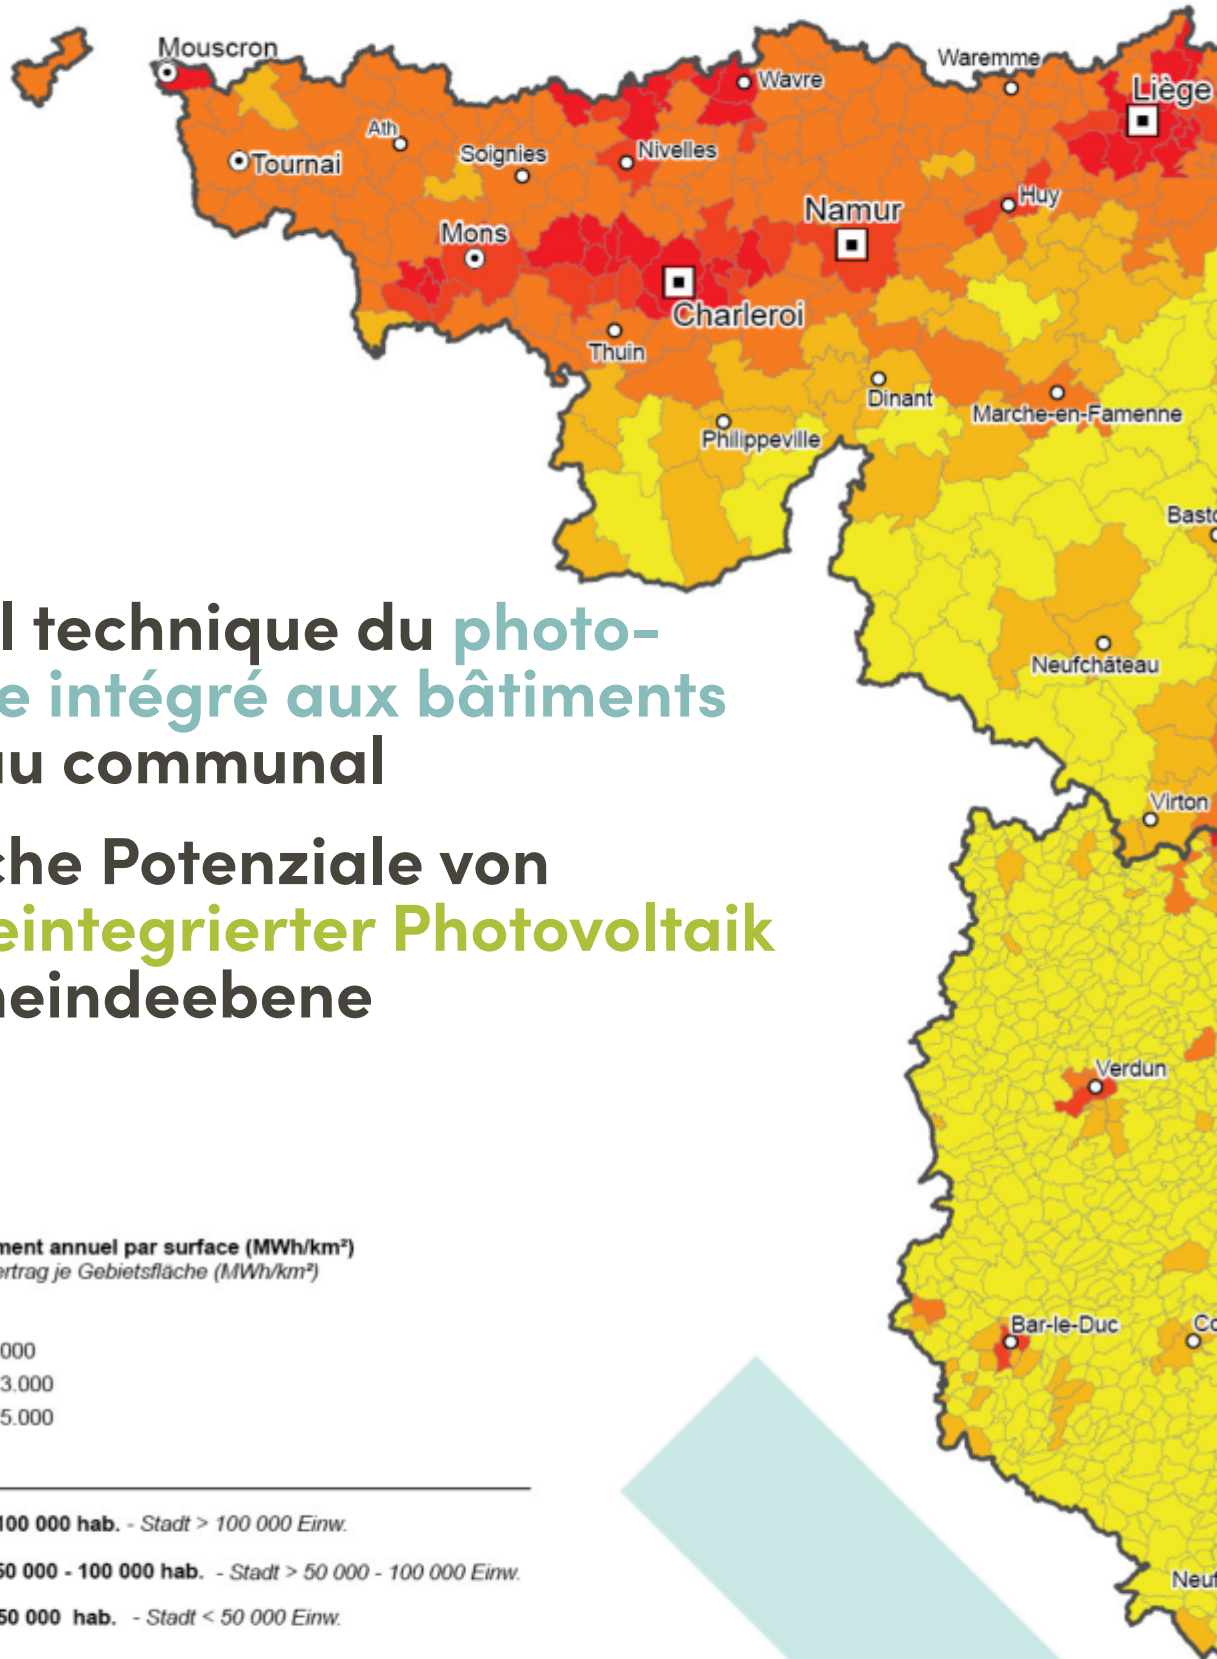 Mouscron
Waremme
Wavre
Liège
Ath
Tournai
Soignies
Nivelles
Huy
Namur
Mons
Charleroi
Thuin
Dinant
Marche-en-Famenne
Philippeville
Basto
l technique du photo-
e intégré aux bâtiments
au communal
Neufchâteau
Virton
che Potenziale von
eintegrierter Photovoltaik
neindeebene
Verdun
ment annuel par surface (MWh/km²)
ertrag je Gebietsfläche (MWh/km²)
Bar-le-Duc
Co
000
3.000
5.000
100 000 hab. - Stadt > 100 000 Einw.
50 000 - 100 000 hab. - Stadt > 50 000 - 100 000 Einw.
50 000 hab. - Stadt < 50 000 Einw.
Neuf